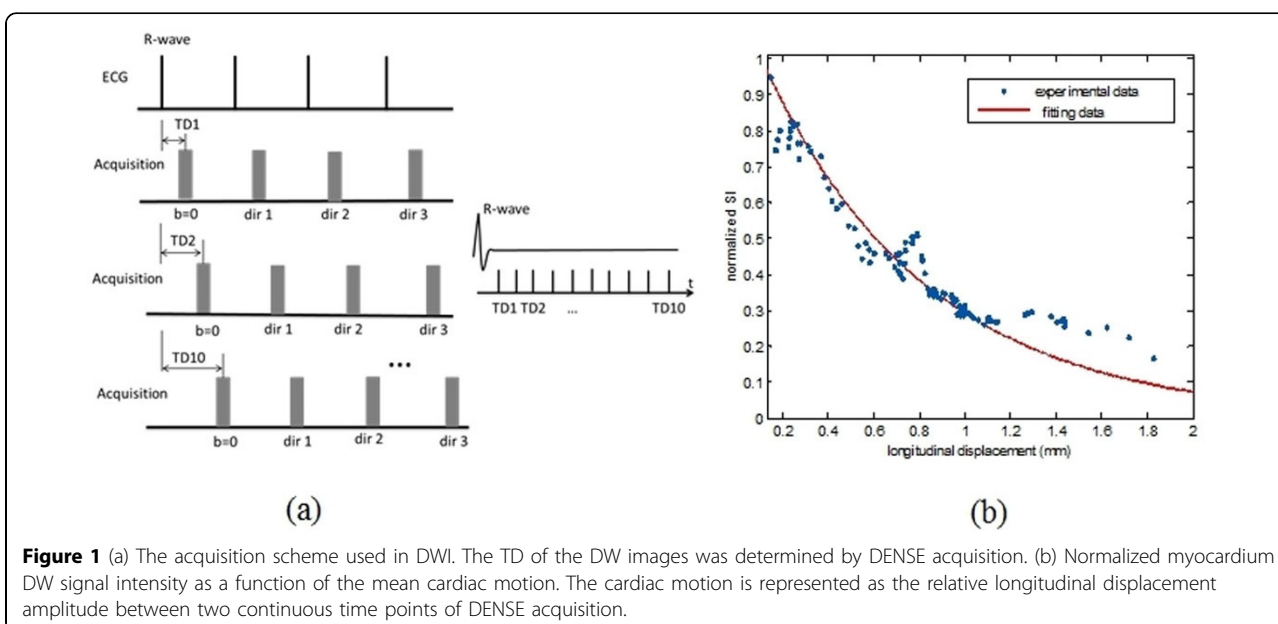 R-wave
ECG
TD1
Acquisition
b=0 dir 1 dir 2 dir 3
TD2
Acquisition
b=0 dir 1 dir 2 dir 3
TD10
...
Acquisition
b=0 dir 1 dir 2 dir 3
R-wave
t
TD1 TD2 ... TD10
(a)
1
0.9
0.8
0.7
0.6
0.5
0.4
0.3
0.2
0.1
0
normalized SI
experimental data
fitting data
0.2 0.4 0.6 0.8 1 1.2 1.4 1.6 1.8 2
longitudinal displacement (mm)
(b)
Figure 1 (a) The acquisition scheme used in DWI. The TD of the DW images was determined by DENSE acquisition. (b) Normalized myocardium
DW signal intensity as a function of the mean cardiac motion. The cardiac motion is represented as the relative longitudinal displacement
amplitude between two continuous time points of DENSE acquisition.